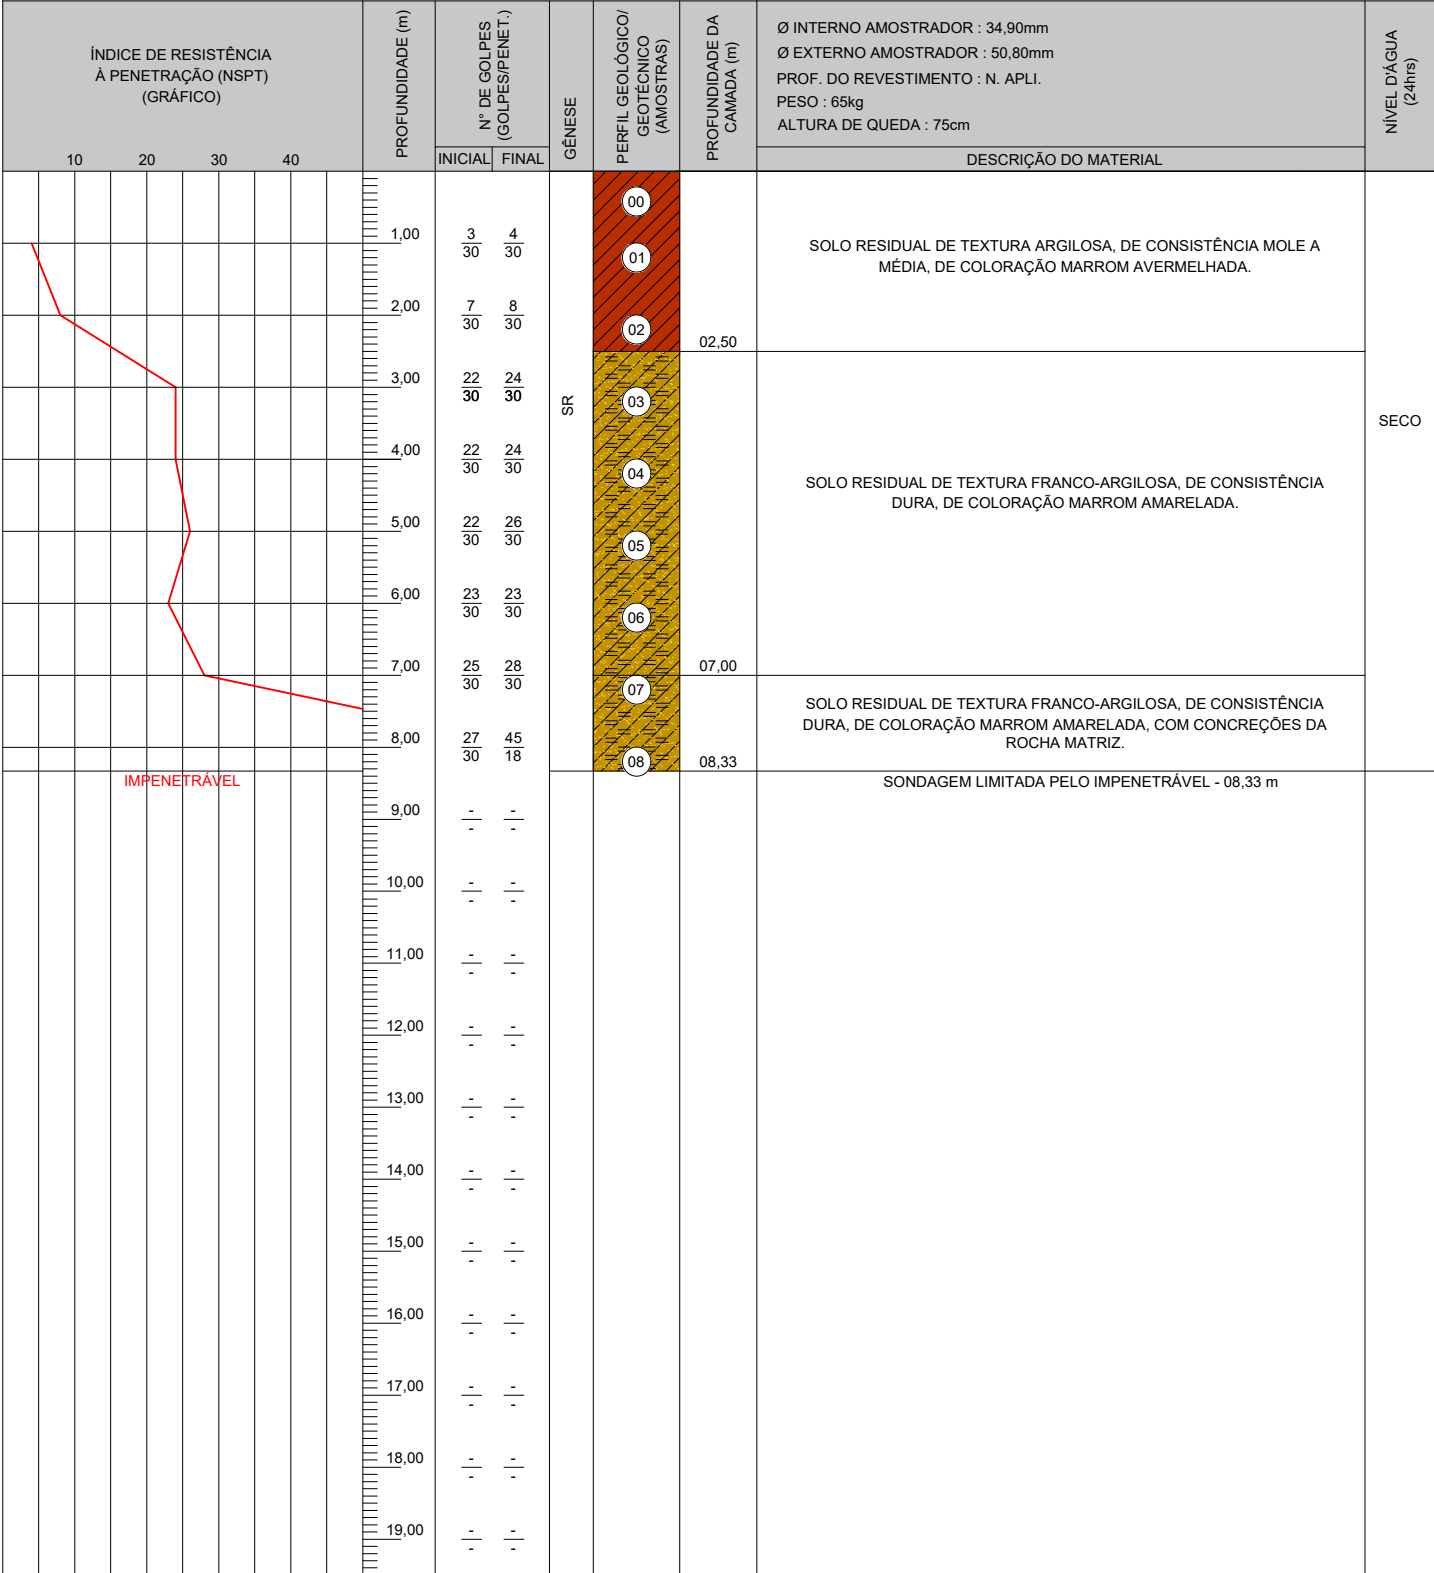 ÍNDICE DE RESISTÊNCIA
À PENETRAÇÃO (NSPT)
(GRÁFICO)
10 20 30 40
PROFUNDIDADE (m)
N° DE GOLPES
(GOLPES/PENET.)
INICIAL FINAL
GÊNESE
PERFIL GEOLÓGICO/
GEOTÉCNICO
(AMOSTRAS)
PROFUNDIDADE DA
CAMADA (m)
Ø INTERNO AMOSTRADOR : 34,90mm
Ø EXTERNO AMOSTRADOR : 50,80mm
PROF. DO REVESTIMENTO : N. APLI.
PESO : 65kg
ALTURA DE QUEDA : 75cm
DESCRIÇÃO DO MATERIAL
NÍVEL D'ÁGUA
(24hrs)
00
1,00 3 4
30 30
01
SOLO RESIDUAL DE TEXTURA ARGILOSA, DE CONSISTÊNCIA MOLE A
MÉDIA, DE COLORAÇÃO MARROM AVERMELHADA.
2,00 7 8
30 30
02
02,50
3,00 22 24
30 30
SR
03
SECO
4,00 22 24
30 30
04
SOLO RESIDUAL DE TEXTURA FRANCO-ARGILOSA, DE CONSISTÊNCIA
DURA, DE COLORAÇÃO MARROM AMARELADA.
5,00 22 26
30 30
05
6,00 23 23
30 30
06
7,00 25 28
30 30
07,00
07
SOLO RESIDUAL DE TEXTURA FRANCO-ARGILOSA, DE CONSISTÊNCIA
DURA, DE COLORAÇÃO MARROM AMARELADA, COM CONCREÇÕES DA
ROCHA MATRIZ.
8,00 27 45
30 18
08
08,33
IMPENETRÁVEL
SONDAGEM LIMITADA PELO IMPENETRÁVEL - 08,33 m
9,00 - -
- -
10,00 - -
- -
11,00 - -
- -
12,00 - -
- -
13,00 - -
- -
14,00 - -
- -
15,00 - -
- -
16,00 - -
- -
17,00 - -
- -
18,00 - -
- -
19,00 - -
- -